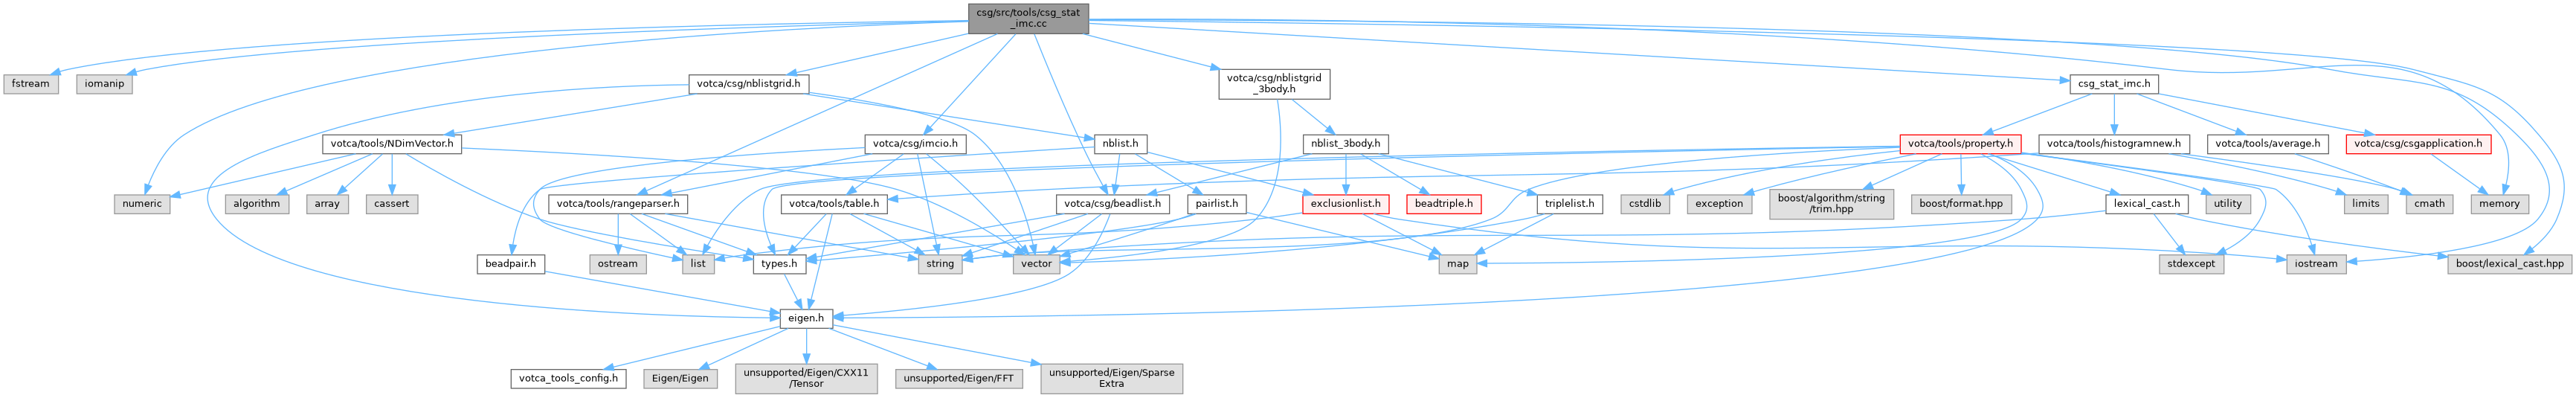 csg/src/tools/csg_stat
_imc.cc
fstream
iomanip
votca/csg/nblistgrid.h
votca/csg/nblistgrid
_3body.h
csg_stat_imc.h
votca/tools/NDimVector.h
votca/csg/imcio.h
nblist.h
nblist_3body.h
votca/tools/property.h
votca/tools/histogramnew.h
votca/tools/average.h
votca/csg/csgapplication.h
numeric
algorithm
array
cassert
votca/tools/rangeparser.h
votca/tools/table.h
votca/csg/beadlist.h
pairlist.h
exclusionlist.h
beadtriple.h
triplelist.h
cstdlib
exception
boost/algorithm/string
/trim.hpp
boost/format.hpp
lexical_cast.h
utility
limits
cmath
memory
beadpair.h
ostream
list
types.h
string
vector
map
stdexcept
iostream
boost/lexical_cast.hpp
eigen.h
votca_tools_config.h
Eigen/Eigen
unsupported/Eigen/CXX11
/Tensor
unsupported/Eigen/FFT
unsupported/Eigen/Sparse
Extra